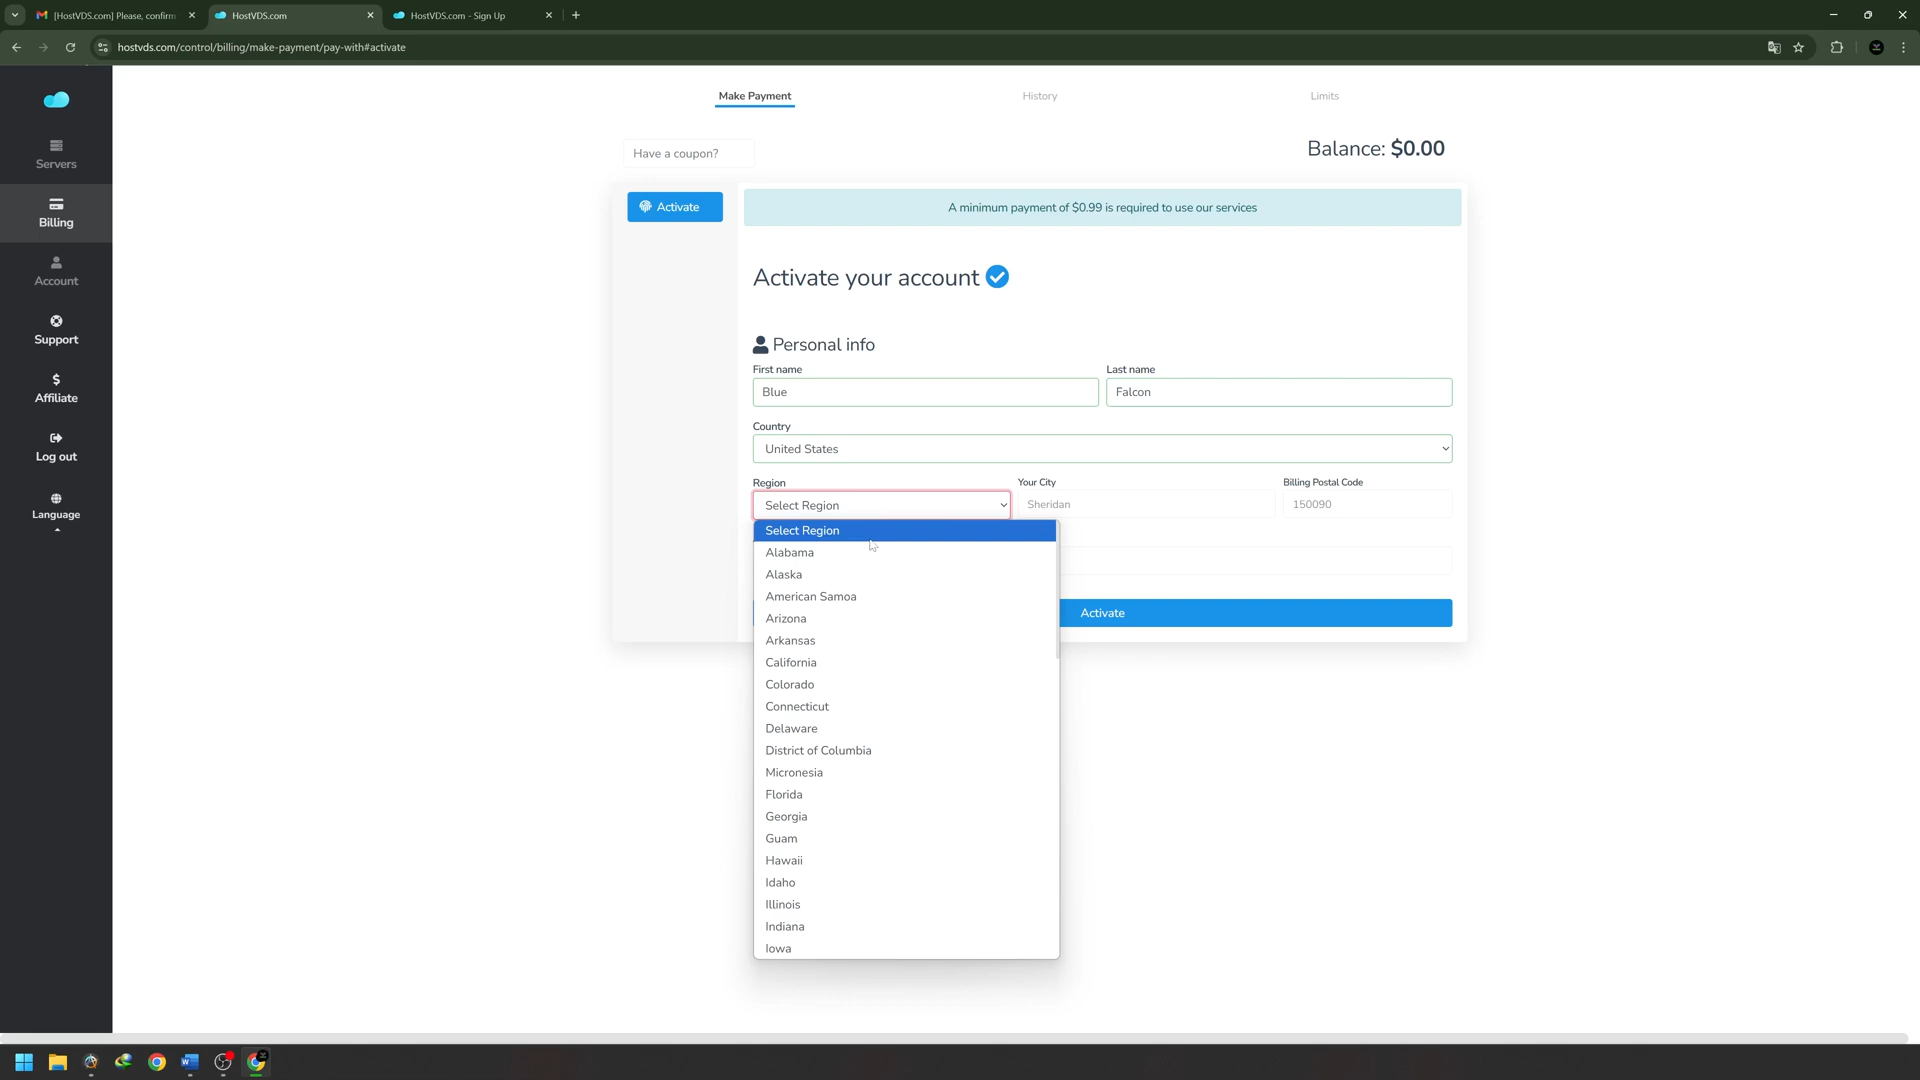 [HostVDS.com] Please, confirm
HostVDS.com
HostVDS.com - Sign Up
hostvds.com/control/billing/make-payment/pay-with#activate
Make Payment
History
Limits
Servers
Billing
Account
Support
Affiliate
Log out
Language
Have a coupon?
Balance: $0.00
Activate
A minimum payment of $0.99 is required to use our services
Activate your account
Personal info
First name
Last name
Blue
Falcon
Country
United States
Region
Your City
Billing Postal Code
Select Region
Sheridan
150090
Select Region
Alabama
Alaska
American Samoa
Arizona
Arkansas
California
Colorado
Connecticut
Delaware
District of Columbia
Micronesia
Florida
Georgia
Guam
Hawaii
Idaho
Illinois
Indiana
Iowa
Activate